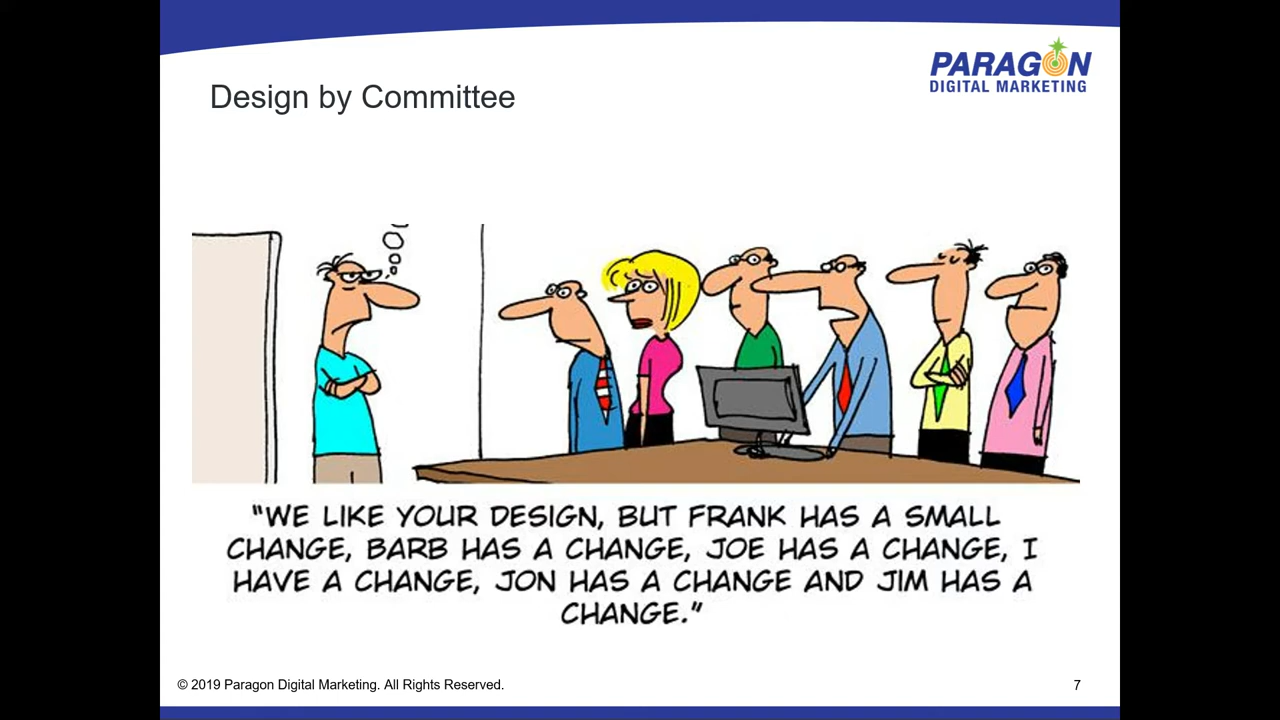 PARAGON
DIGITAL MARKETING
Design by Committee
"WE LIKE YOUR DESIGN, BUT FRANK HAS A SMALL
CHANGE, BARB HAS A CHANGE, JOE HAS A CHANGE, I
HAVE A CHANGE, JON HAS A CHANGE AND JIM HAS A
CHANGE."
© 2019 Paragon Digital Marketing. All Rights Reserved.
7